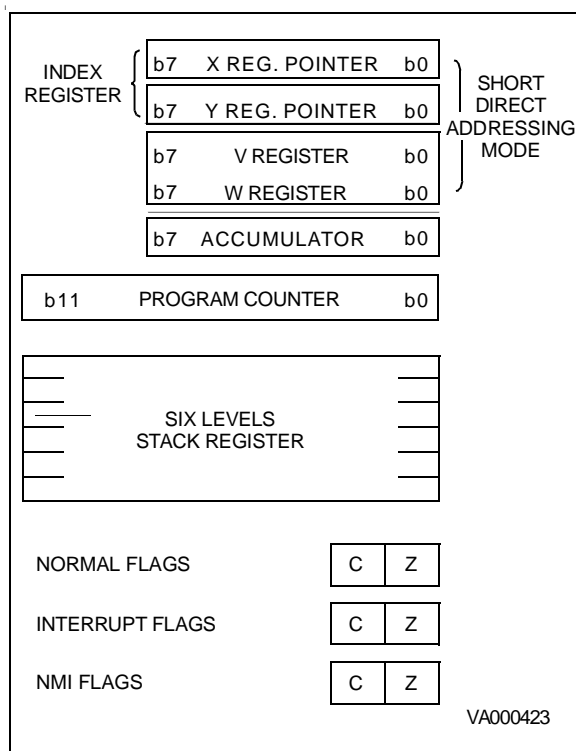 INDEX
REGISTER
b7 X REG. POINTER b0
b7 Y REG. POINTER b0
b7 V REGISTER b0
b7 W REGISTER b0
SHORT
DIRECT
ADDRESSING
MODE
b7 ACCUMULATOR b0
b11 PROGRAM COUNTER b0
SIX LEVELS
STACK REGISTER
NORMAL FLAGS C Z
INTERRUPT FLAGS C Z
NMI FLAGS C Z
VA000423